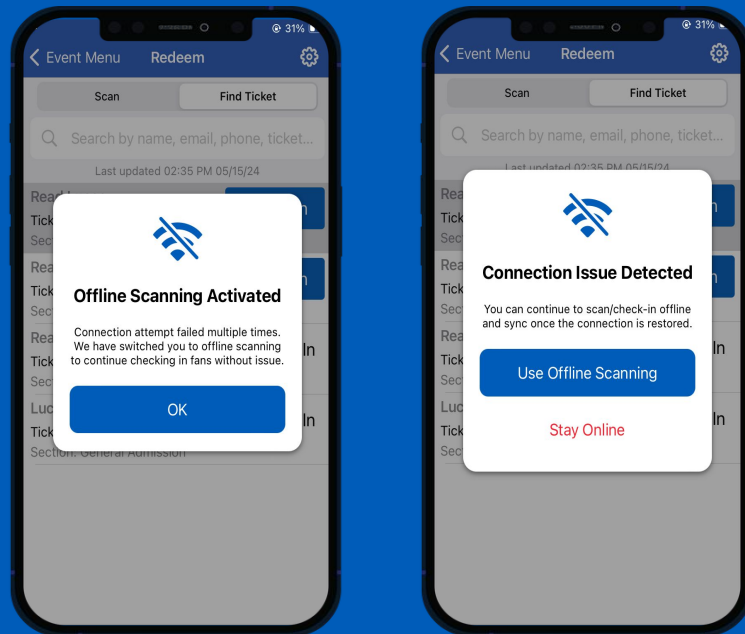 31%
Event Menu Redeem
Scan Find Ticket
Search by name, email, phone, ticket...
Last updated 02:35 PM 05/15/24
Offline Scanning Activated
Connection attempt failed multiple times.
We have switched you to offline scanning
to continue checking in fans without issue.
OK
In
In
Section: General Admission
31%
Event Menu Redeem
Scan Find Ticket
Search by name, email, phone, ticket...
Last updated 02:35 PM 05/15/24
Connection Issue Detected
You can continue to scan/check-in offline
and sync once the connection is restored.
Use Offline Scanning
Stay Online
In
In